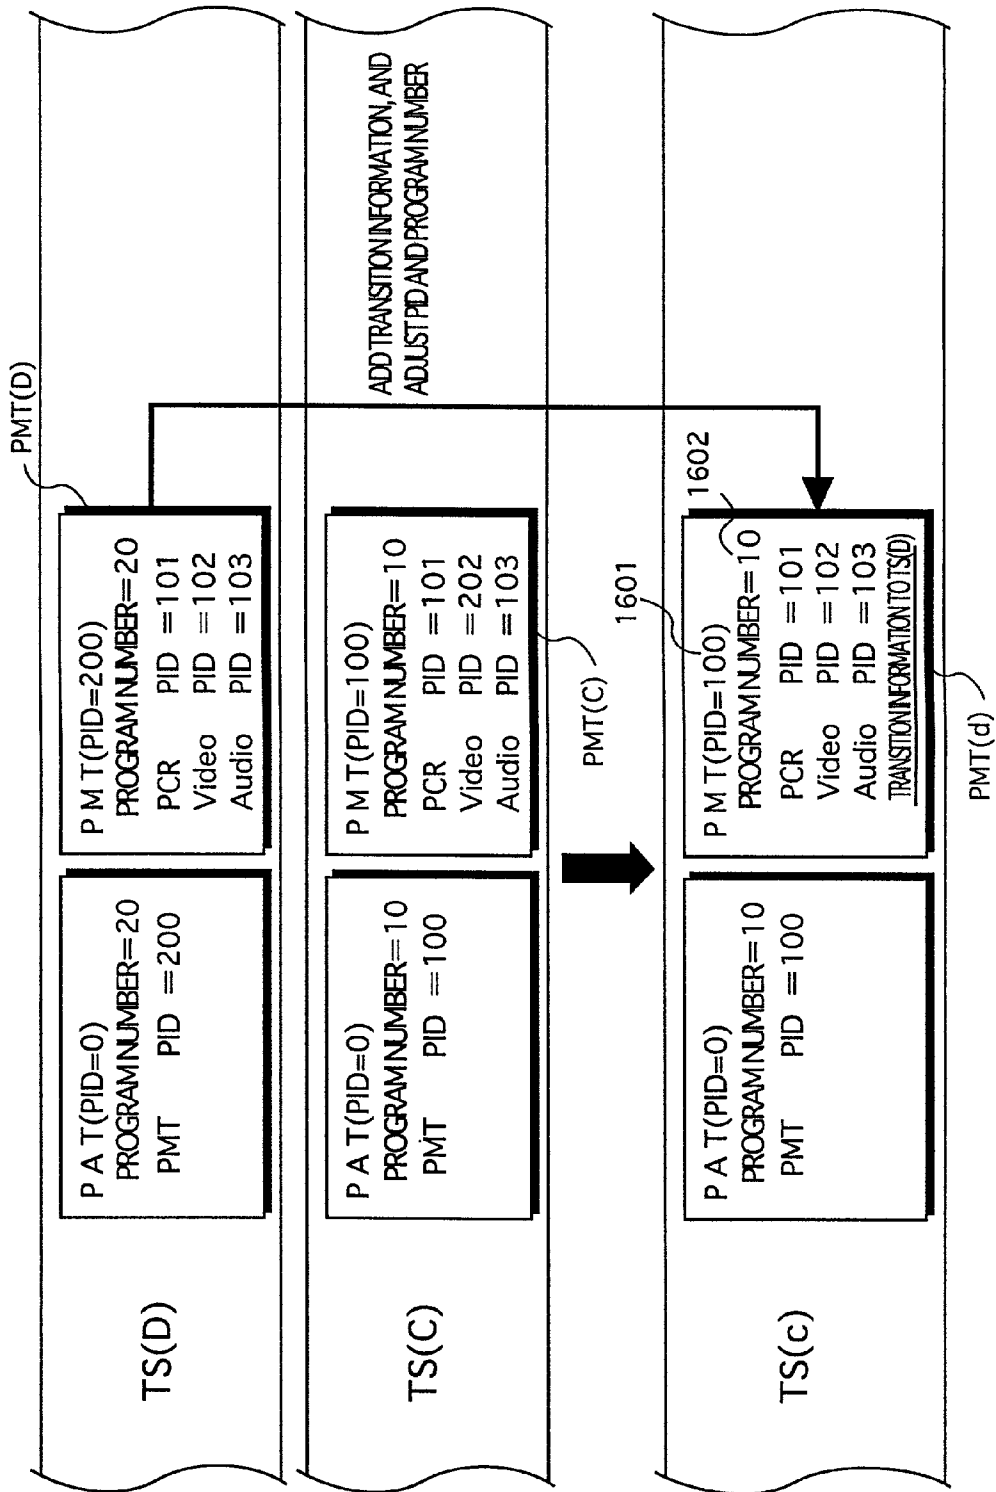 TS(D)
P A T(PID=0)
PROGRAM NUMBER=20
PMT PID =200
P M T(PID=200)
PROGRAM NUMBER=20
PCR PID =101
Video PID =102
Audio PID =103
PMT(D)
TS(C)
P A T(PID=0)
PROGRAM NUMBER=10
PMT PID =100
P M T(PID=100)
PROGRAM NUMBER=10
PCR PID =101
Video PID =202
Audio PID =103
PMT(C)
ADD TRANSITION INFORMATION, AND
ADJUST PID AND PROGRAM NUMBER
TS(c)
P A T(PID=0)
PROGRAM NUMBER=10
PMT PID =100
1601
1602
P M T(PID=100)
PROGRAM NUMBER=10
PCR PID =101
Video PID =102
Audio PID =103
TRANSITION INFORMATION TO TS(D)
PMT(d)